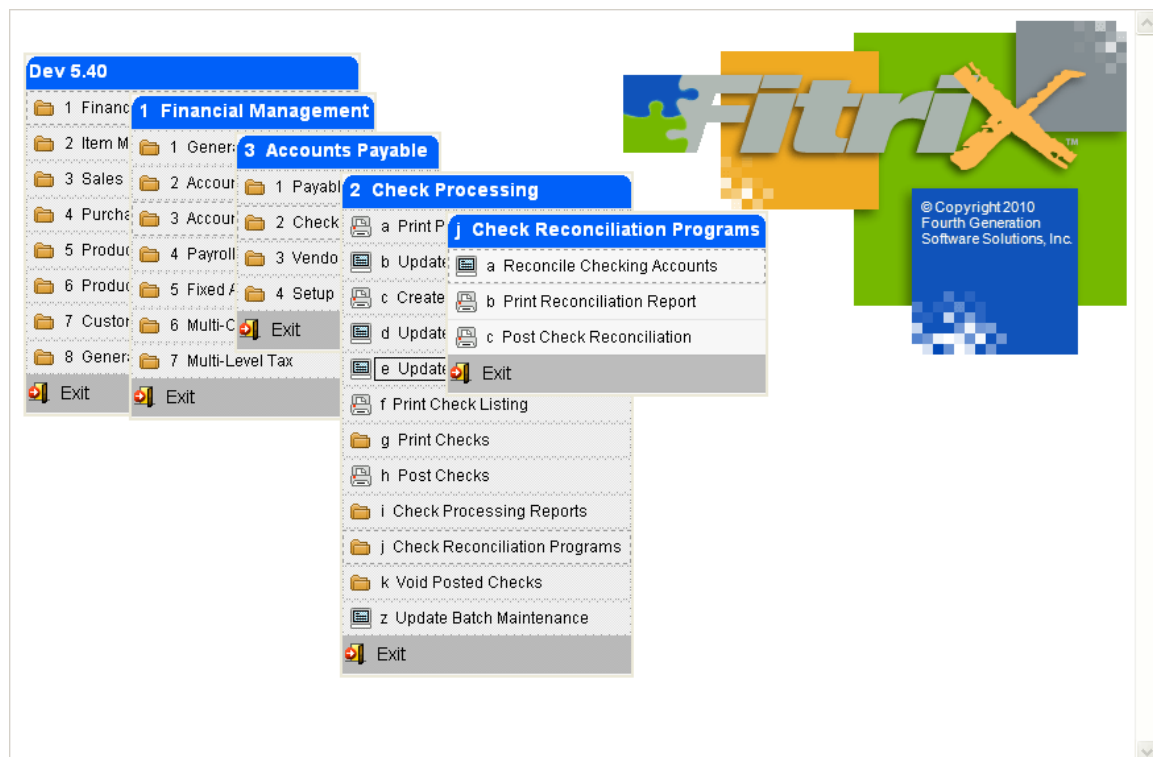 Dev 5.40
1 Financ
2 Item M
3 Sales
4 Purcha
5 Produc
6 Produc
7 Custor
8 Genera
Exit
1 Financial Management
1 Genera
2 Accour
3 Accour
4 Payroll
5 Fixed A
6 Multi-C
7 Multi-Level Tax
Exit
3 Accounts Payable
1 Payabl
2 Check
3 Vendo
4 Setup
Exit
2 Check Processing
a Print P
b Update
c Create
d Update
e Update
f Print Check Listing
g Print Checks
h Post Checks
i Check Processing Reports
j Check Reconciliation Programs
k Void Posted Checks
z Update Batch Maintenance
Exit
j Check Reconciliation Programs
a Reconcile Checking Accounts
b Print Reconciliation Report
c Post Check Reconciliation
Exit
FitriX™
© Copyright 2010
Fourth Generation
Software Solutions, Inc.